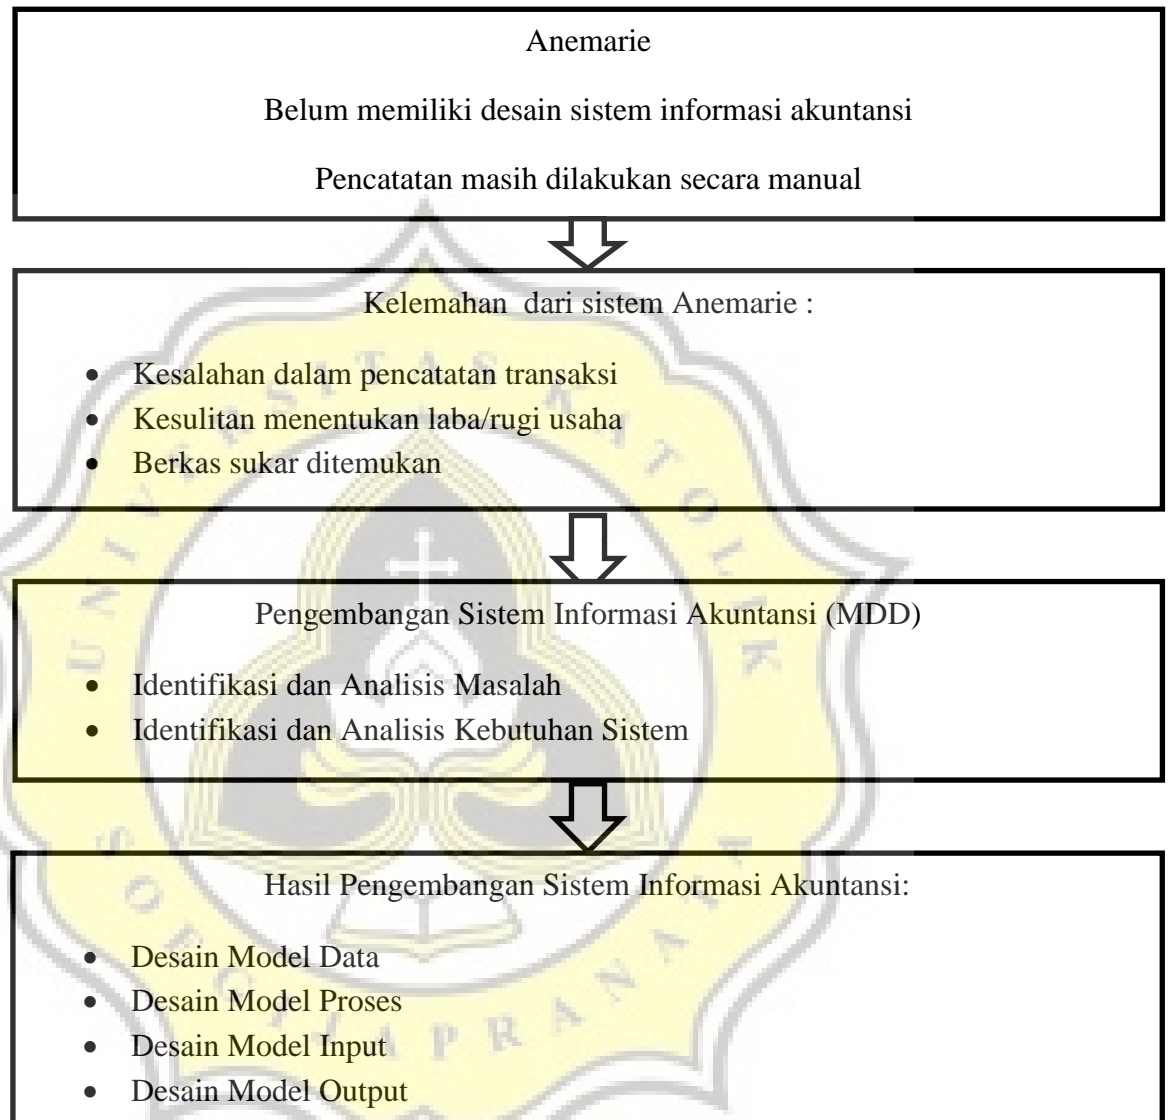 Anemarie
Belum memiliki desain sistem informasi akuntansi
Pencatatan masih dilakukan secara manual
Kelemahan dari sistem Anemarie :
• Kesalahan dalam pencatatan transaksi
• Kesulitan menentukan laba/rugi usaha
• Berkas sukar ditemukan
Pengembangan Sistem Informasi Akuntansi (MDD)
• Identifikasi dan Analisis Masalah
• Identifikasi dan Analisis Kebutuhan Sistem
Hasil Pengembangan Sistem Informasi Akuntansi:
• Desain Model Data
• Desain Model Proses
• Desain Model Input
• Desain Model Output
UNIVERSITAS KATOLIK
SOEGIJAPRANATA